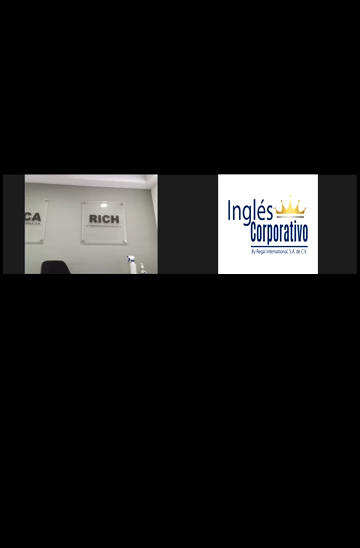 CA
RICH
Inglés
Corporativo
By Regal International, S.A. de C.V.